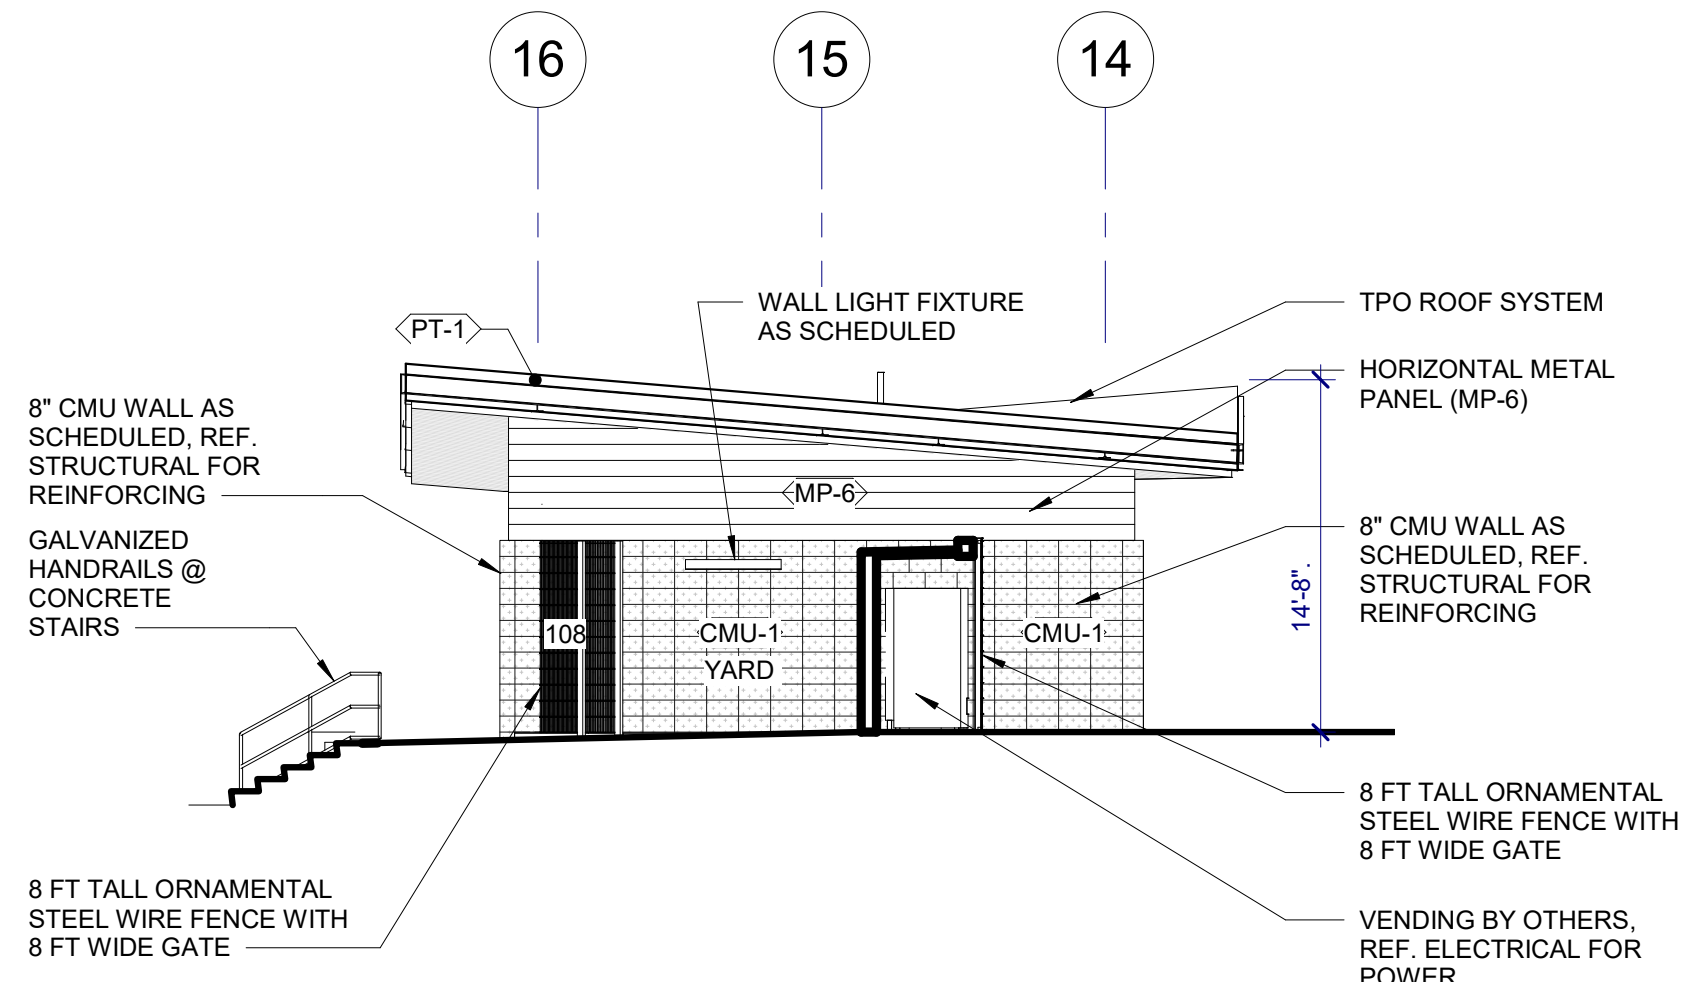 16
15
14
WALL LIGHT FIXTURE
AS SCHEDULED
TPO ROOF SYSTEM
PT-1
HORIZONTAL METAL
PANEL (MP-6)
8" CMU WALL AS
SCHEDULED, REF.
STRUCTURAL FOR
REINFORCING
MP-6
GALVANIZED
HANDRAILS @
CONCRETE
STAIRS
8" CMU WALL AS
SCHEDULED, REF.
STRUCTURAL FOR
REINFORCING
14'-8".
108
CMU-1
YARD
CMU-1
8 FT TALL ORNAMENTAL
STEEL WIRE FENCE WITH
8 FT WIDE GATE
8 FT TALL ORNAMENTAL
STEEL WIRE FENCE WITH
8 FT WIDE GATE
VENDING BY OTHERS,
REF. ELECTRICAL FOR
POWER